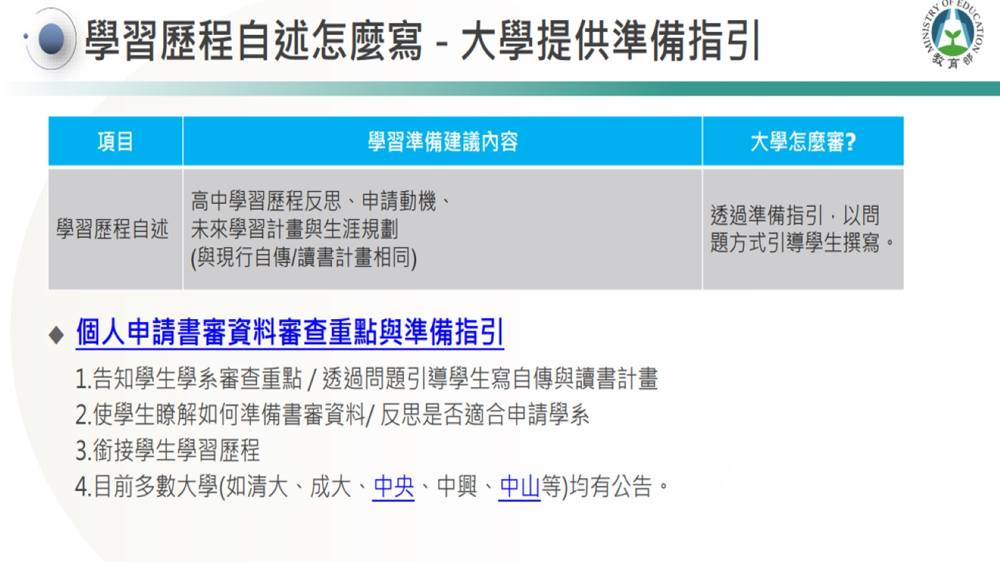 學習歷程自述怎麼寫 - 大學提供準備指引
MINISTRY OF EDUCATION
教育部
項目
學習準備建議內容
大學怎麼審?
學習歷程自述
高中學習歷程反思、申請動機、
未來學習計畫與生涯規劃
(與現行自傳/讀書計畫相同)
透過準備指引，以問
題方式引導學生撰寫。
◆ 個人申請書審資料審查重點與準備指引
1.告知學生學系審查重點 / 透過問題引導學生寫自傳與讀書計畫
2.使學生瞭解如何準備書審資料/ 反思是否適合申請學系
3.銜接學生學習歷程
4.目前多數大學(如清大、成大、中央、中興、中山等)均有公告。